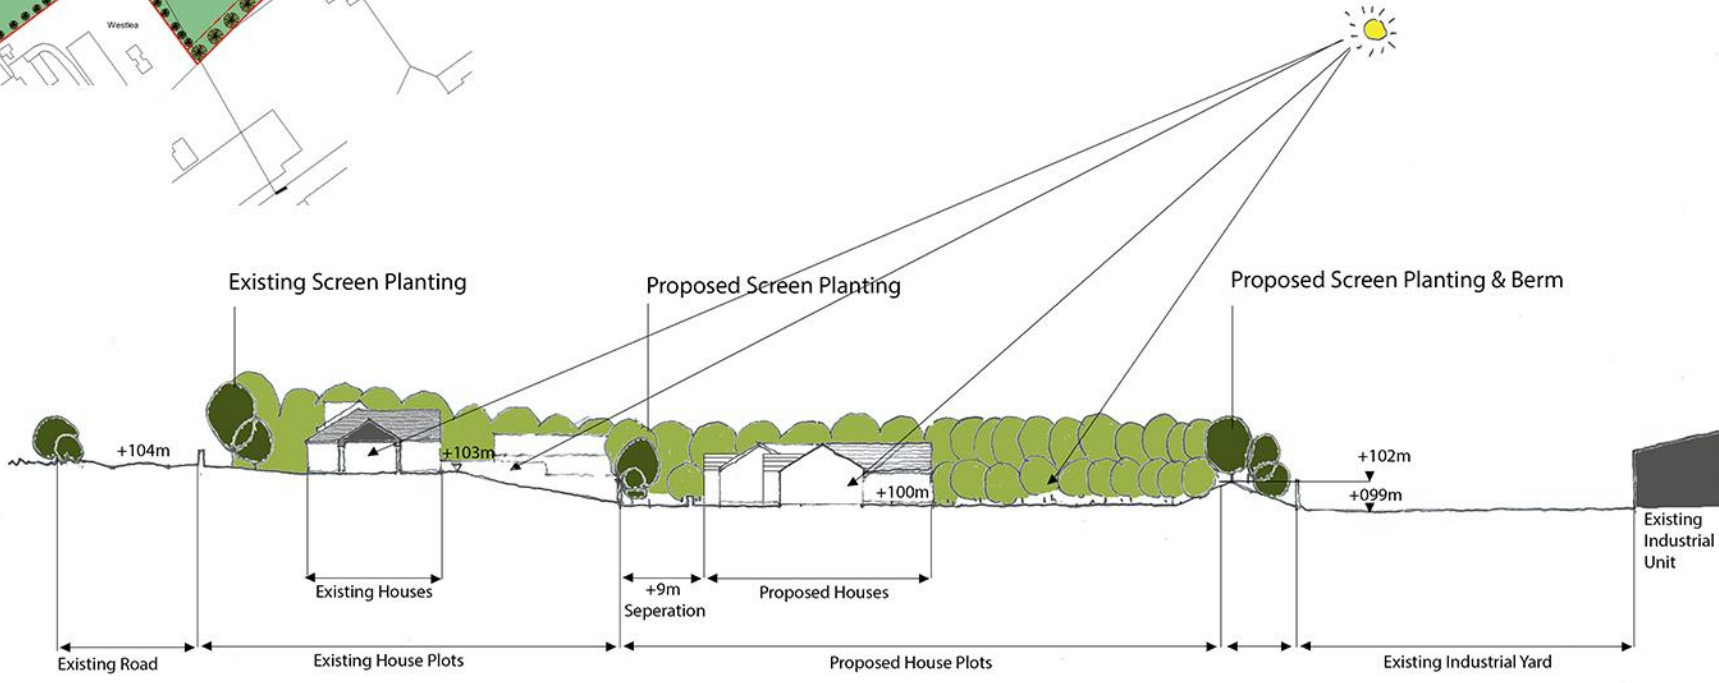 Westlea
Existing Screen Planting
Proposed Screen Planting
Proposed Screen Planting & Berm
+104m
+103m
+100m
+102m
+099m
Existing
Industrial
Unit
Existing Houses
+9m
Seperation
Proposed Houses
Existing Road
Existing House Plots
Proposed House Plots
Existing Industrial Yard